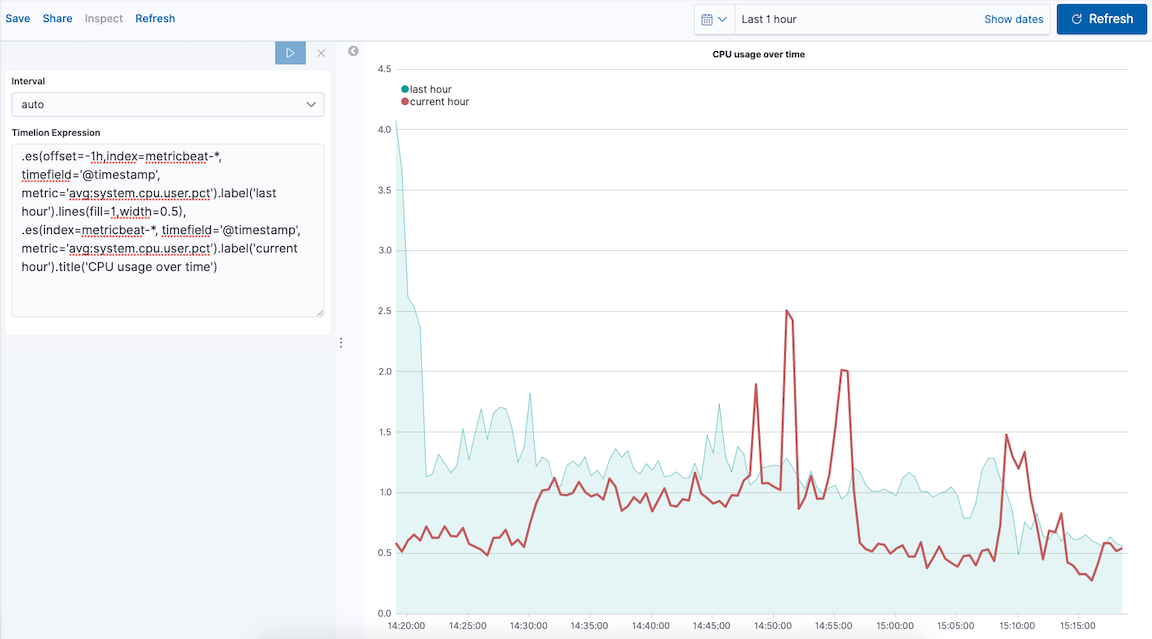 Save Share Inspect Refresh Last 1 hour Show dates Refresh
Interval
auto
Timelion Expression
.es(offset=-1h,index=metricbeat-*,
timefield='@timestamp',
metric='avg:system.cpu.user.pct').label('last
hour').lines(fill=1,width=0.5),
.es(index=metricbeat-*, timefield='@timestamp',
metric='avg:system.cpu.user.pct').label('current
hour').title('CPU usage over time')
CPU usage over time
last hour
current hour
4.5
4.0
3.5
3.0
2.5
2.0
1.5
1.0
0.5
0.0
14:20:00 14:25:00 14:30:00 14:35:00 14:40:00 14:45:00 14:50:00 14:55:00 15:00:00 15:05:00 15:10:00 15:15:00